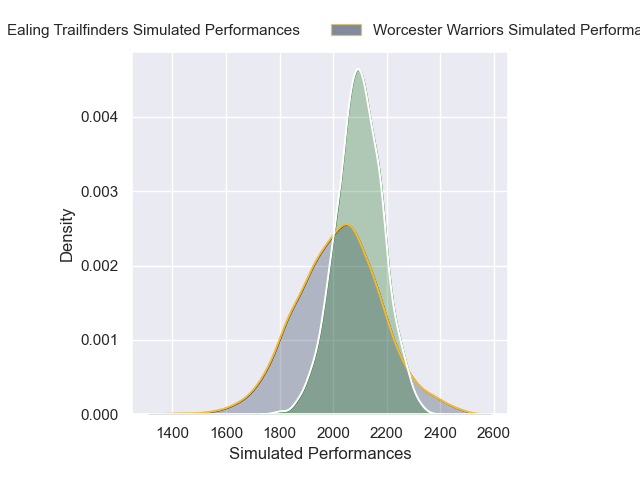 Ealing Trailfinders Simulated Performances
Worcester Warriors Simulated Performa
0.004
0.003
0.002
0.001
0.000
Density
1400 1600 1800 2000 2200 2400 2600
Simulated Performances